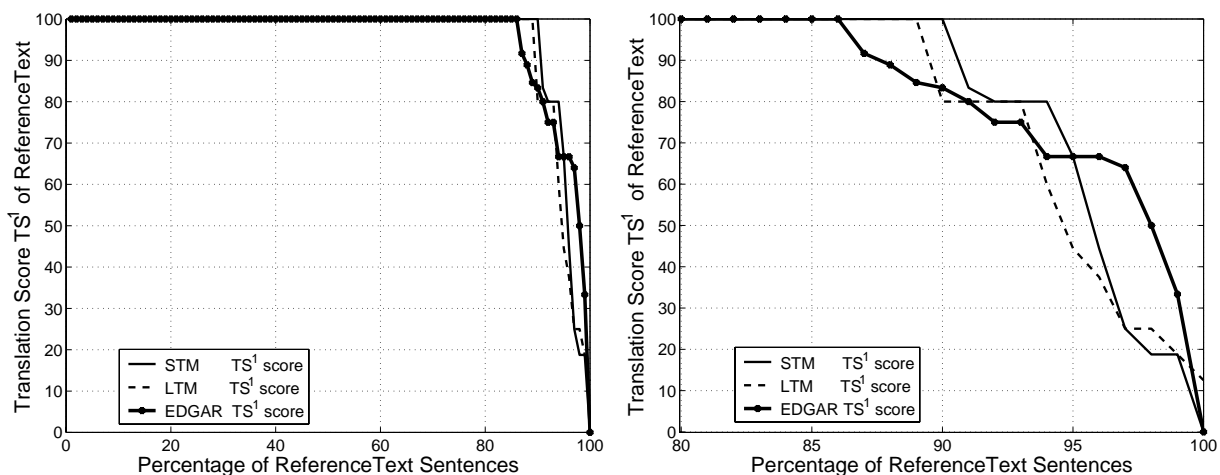 Translation Score TS¹ of ReferenceText
100
90
80
70
60
50
40
30
20
10
0
STM TS¹ score
LTM TS¹ score
EDGAR TS¹ score
0 20 40 60 80 100
Percentage of ReferenceText Sentences
Translation Score TS¹ of ReferenceText
100
90
80
70
60
50
40
30
20
10
0
STM TS¹ score
LTM TS¹ score
EDGAR TS¹ score
80 85 90 95 100
Percentage of ReferenceText Sentences